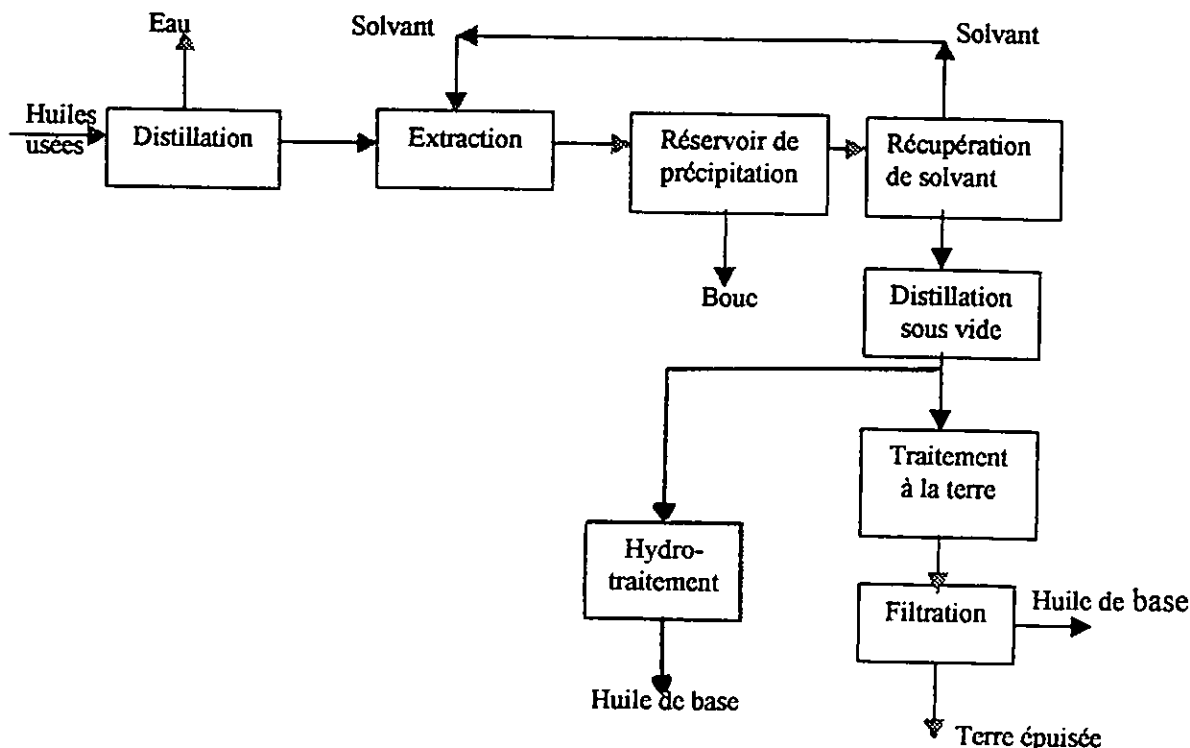 Eau
Solvant
Solvant
Huiles
usées
Distillation
Extraction
Réservoir de
précipitation
Récupération
de solvant
Bouc
Distillation
sous vide
Traitement
à la terre
Hydro-
traitement
Filtration
Huile de base
Huile de base
Terre épuisée